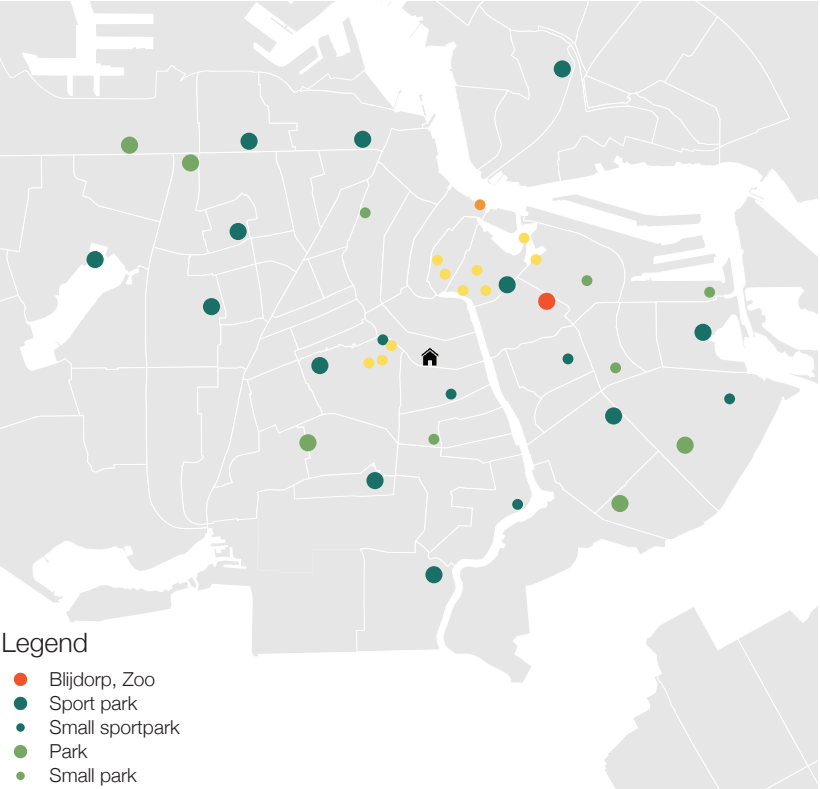 Legend
Blijdorp, Zoo
Sport park
Small sportpark
Park
Small park